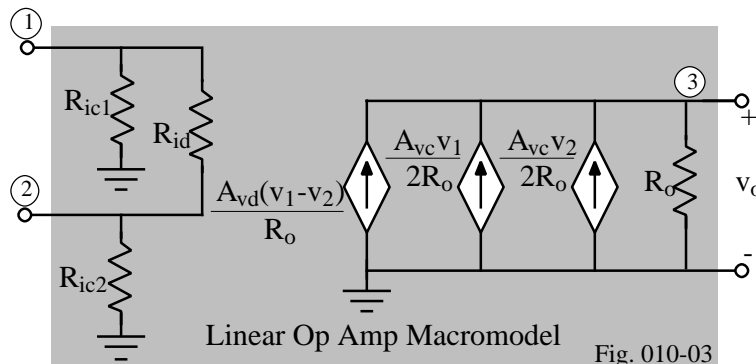 1
R_ic1
R_id
2
R_ic2
A_vd(v_1-v_2)
R_o
A_vc v_1
2R_o
A_vc v_2
2R_o
3
R_o
+
v_o
-
Linear Op Amp Macromodel
Fig. 010-03